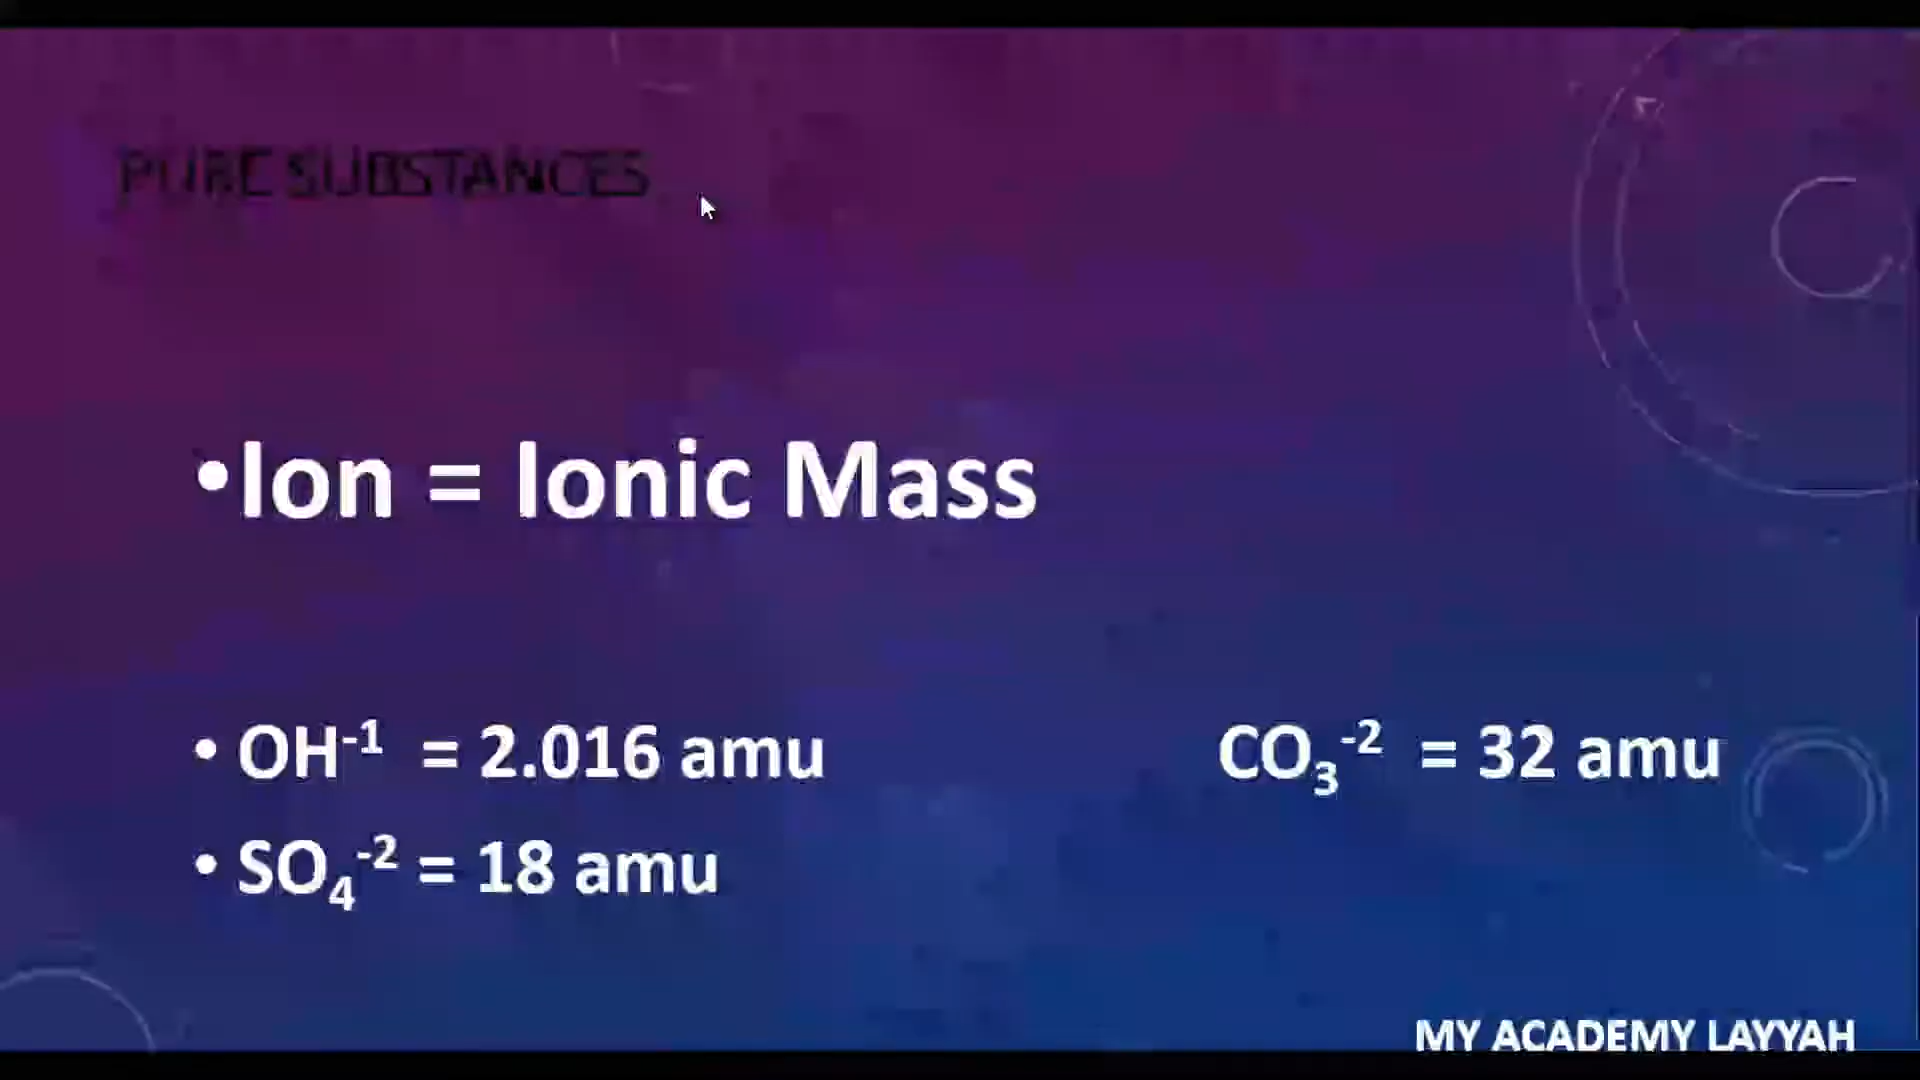 PURE SUBSTANCES
•Ion = Ionic Mass
• OH⁻¹ = 2.016 amu CO₃⁻² = 32 amu
• SO₄⁻² = 18 amu
MY ACADEMY LAYYAH